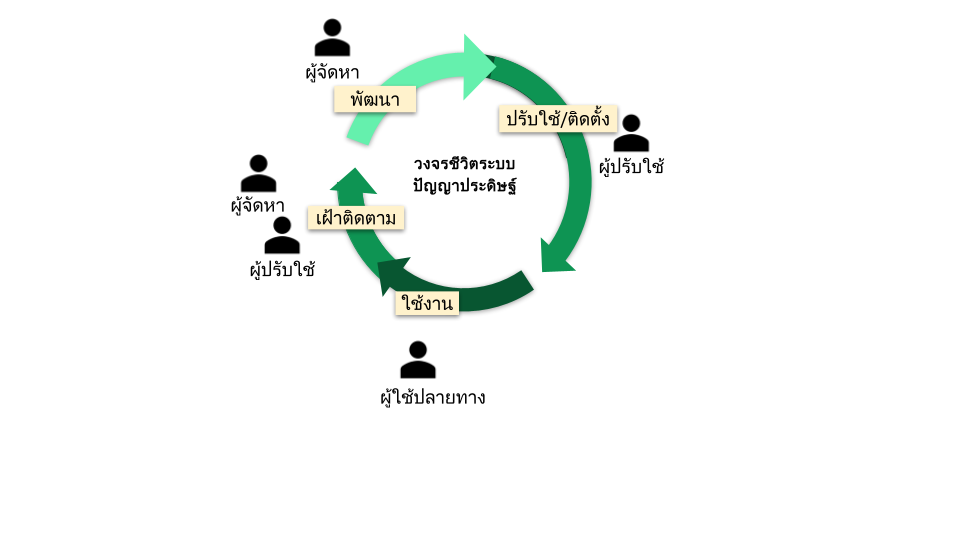 ผู้จัดหา
พัฒนา
ปรับใช้/ติดตั้ง
ผู้ปรับใช้
วงจรชีวิตระบบ
ปัญญาประดิษฐ์
ผู้จัดหา
เฝ้าติดตาม
ผู้ปรับใช้
ใช้งาน
ผู้ใช้ปลายทาง